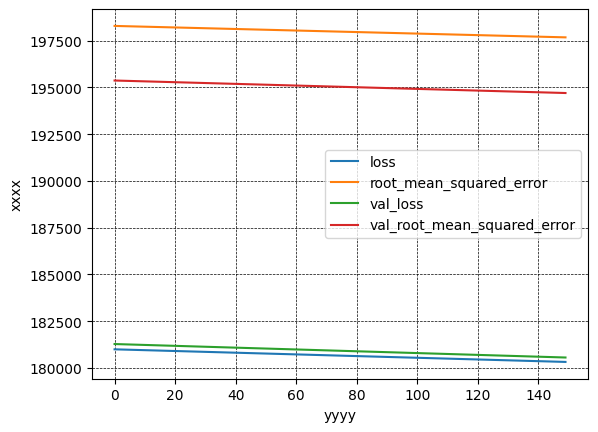 197500
195000
192500
190000
187500
185000
182500
180000
xxxx
loss
root_mean_squared_error
val_loss
val_root_mean_squared_error
0 20 40 60 80 100 120 140
yyyy